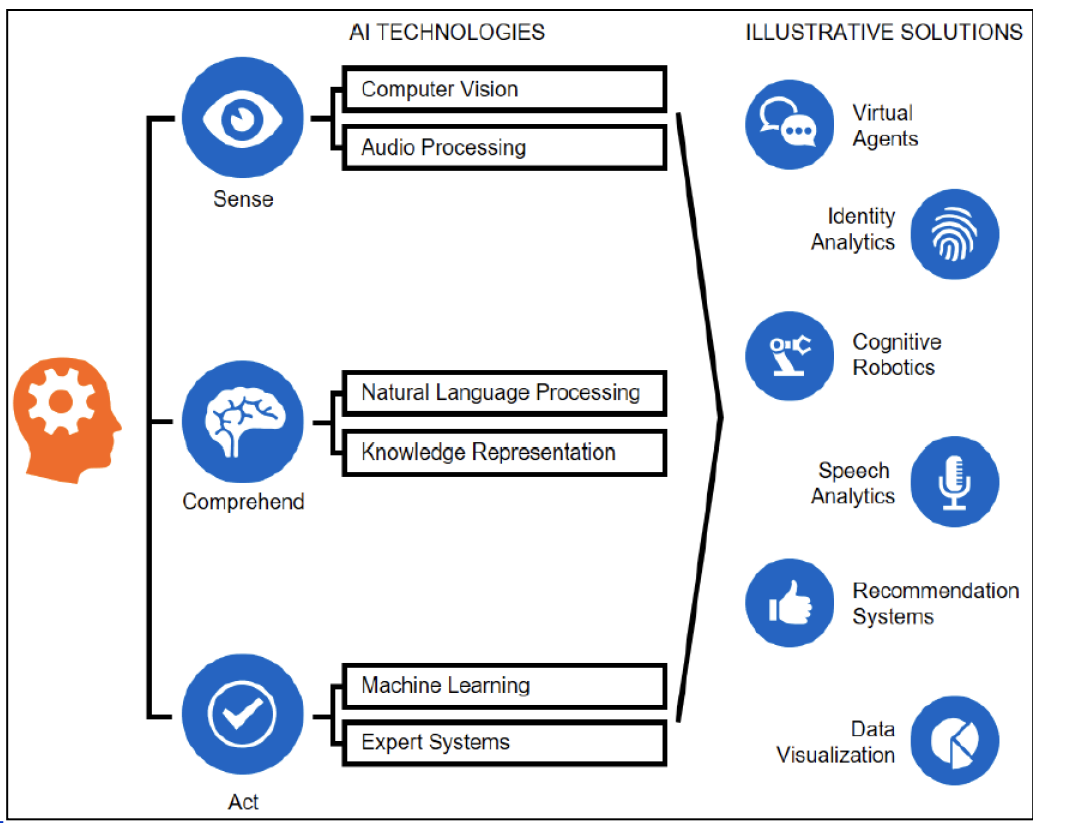 AI TECHNOLOGIES
ILLUSTRATIVE SOLUTIONS
Computer Vision
Audio Processing
Sense
Natural Language Processing
Knowledge Representation
Comprehend
Machine Learning
Expert Systems
Act
Virtual
Agents
Identity
Analytics
Cognitive
Robotics
Speech
Analytics
Recommendation
Systems
Data
Visualization